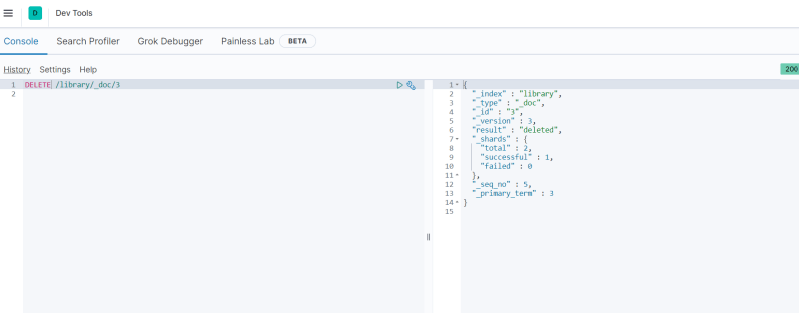 D Dev Tools
Console Search Profiler Grok Debugger Painless Lab BETA
History Settings Help
200
1 DELETE /library/_doc/3
2
1 {
2 "_index" : "library",
3 "_type" : "_doc",
4 "_id" : "3",
5 "_version" : 3,
6 "result" : "deleted",
7 "_shards" : {
8 "total" : 2,
9 "successful" : 1,
10 "failed" : 0
11 },
12 "_seq_no" : 5,
13 "_primary_term" : 3
14 }
15